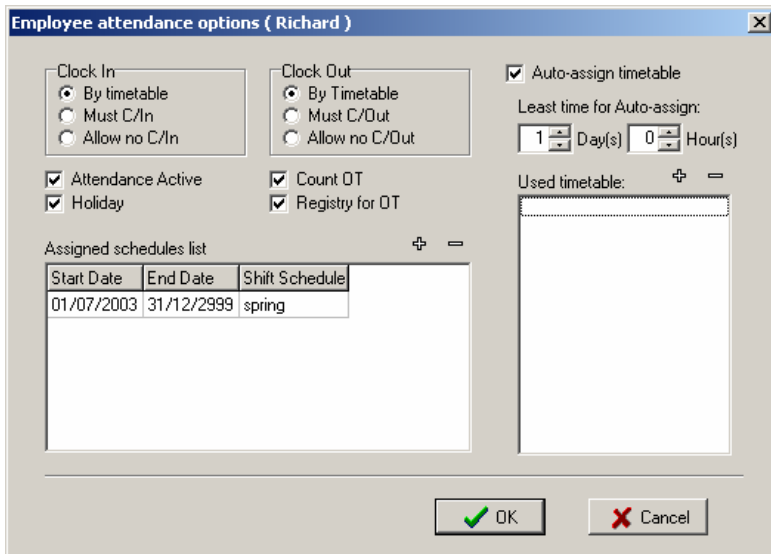 Employee attendance options ( Richard )
Clock In
By timetable
Must C/In
Allow no C/In
Clock Out
By Timetable
Must C/Out
Allow no C/Out
Auto-assign timetable
Least time for Auto-assign:
1 Day(s) 0 Hour(s)
Attendance Active
Holiday
Count OT
Registry for OT
Used timetable:
Assigned schedules list
Start Date End Date Shift Schedule
01/07/2003 31/12/2999 spring
OK
Cancel